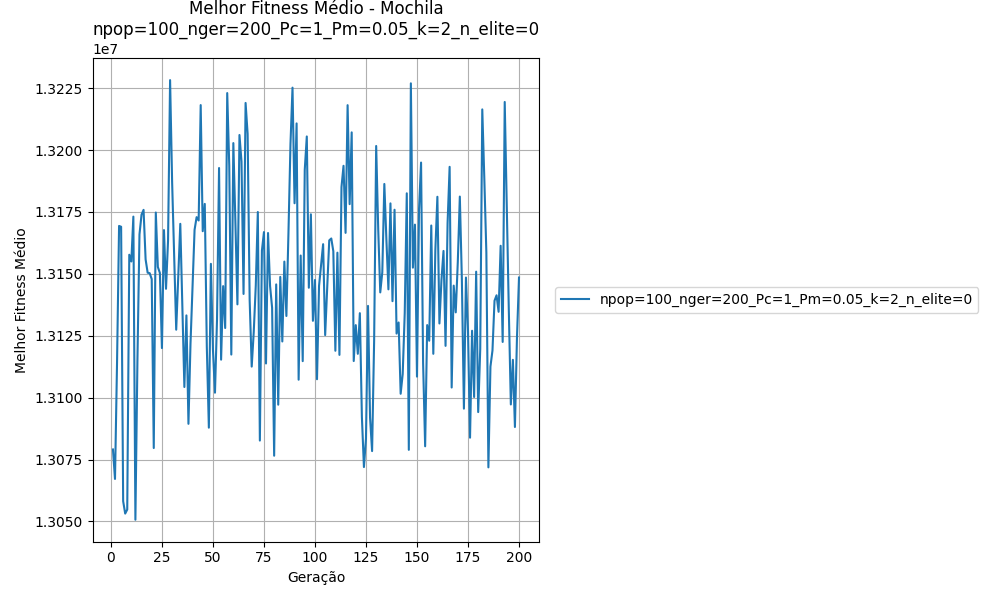 Melhor Fitness Médio - Mochila
npop=100_nger=200_Pc=1_Pm=0.05_k=2_n_elite=0
1e7
1.3225
1.3200
1.3175
1.3150
1.3125
1.3100
1.3075
1.3050
Melhor Fitness Médio
0 25 50 75 100 125 150 175 200
Geração
npop=100_nger=200_Pc=1_Pm=0.05_k=2_n_elite=0